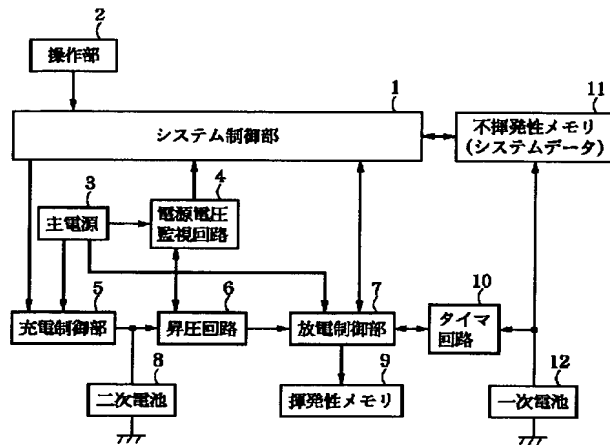 2
操作部
1
システム制御部
11
不揮発性メモリ
(システムデータ)
3
主電源
4
電源電圧
監視回路
5
充電制御部
6
昇圧回路
7
放電制御部
10
タイマ
回路
8
二次電池
9
揮発性メモリ
12
一次電池